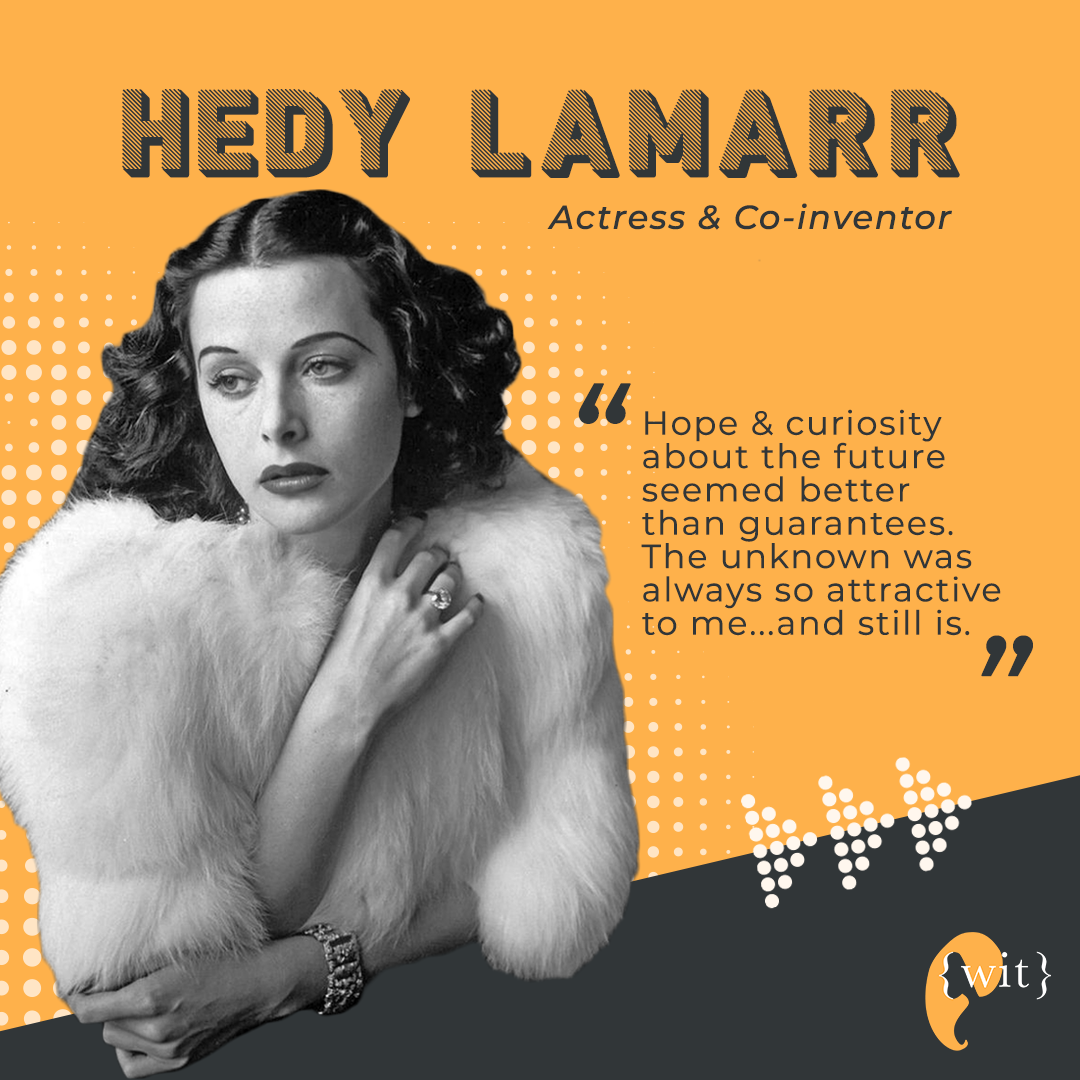 HEDY LAMARR
Actress & Co-inventor
“Hope & curiosity
about the future
seemed better
than guarantees.
The unknown was
always so attractive
to me...and still is.”
{wit}